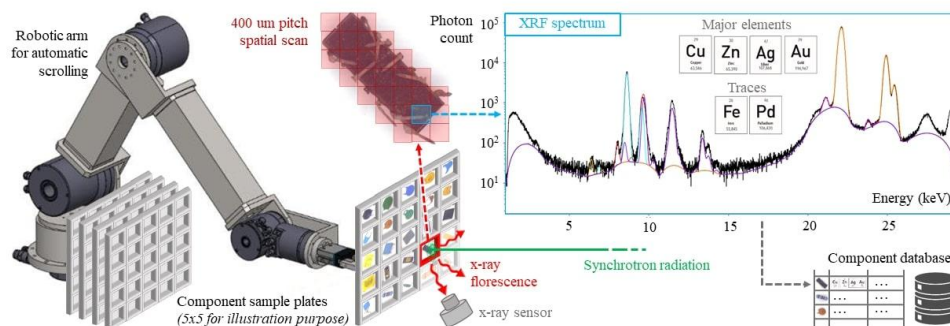 Robotic arm
for automatic
scrolling
400 um pitch
spatial scan
Photon
count
XRF spectrum
Major elements
Cu
Zn
Ag
Au
Traces
Fe
Pd
10⁵
10⁴
10³
10²
10¹
5
10
15
20
25
Energy (keV)
x-ray
florescence
Synchrotron radiation
x-ray sensor
Component sample plates
(5x5 for illustration purpose)
Component database
... ...
... ...